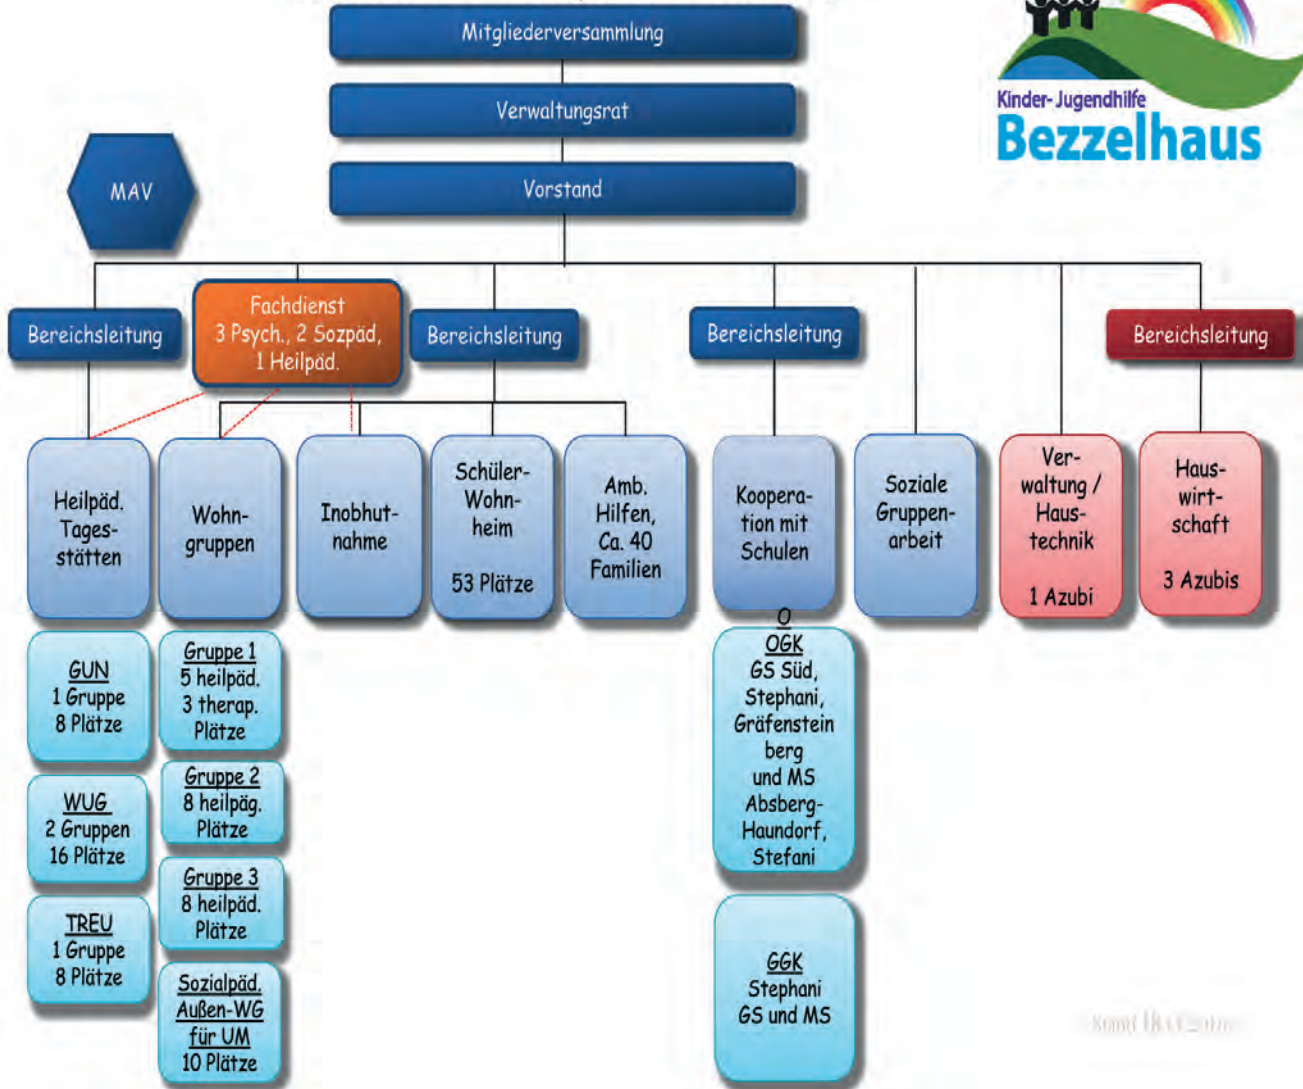 Mitgliederversammlung
Verwaltungsrat
Vorstand
MAV
Kinder-Jugendhilfe
Bezzelhaus
Bereichsleitung
Fachdienst
3 Psych., 2 Sozpäd,
1 Heilpäd.
Bereichsleitung
Bereichsleitung
Bereichsleitung
Heilpäd.
Tages-
stätten
Wohn-
gruppen
Inobhut-
nahme
Schüler-
Wohn-
heim
53 Plätze
Amb.
Hilfen,
Ca. 40
Familien
Koopera-
tion mit
Schulen
Soziale
Gruppen-
arbeit
Ver-
waltung /
Haus-
technik
1 Azubi
Haus-
wirt-
schaft
3 Azubis
GUN
1 Gruppe
8 Plätze
WUG
2 Gruppen
16 Plätze
TREU
1 Gruppe
8 Plätze
Gruppe 1
5 heilpäd.
3 therap.
Plätze
Gruppe 2
8 heilpäg.
Plätze
Gruppe 3
8 heilpäd.
Plätze
Sozialpäd.
Außen-WG
für UM
10 Plätze
O
OGK
GS Süd,
Stephani,
Gräfenstein
berg
und MS
Absberg-
Haundorf,
Stefani
GGK
Stephani
GS und MS
Stand